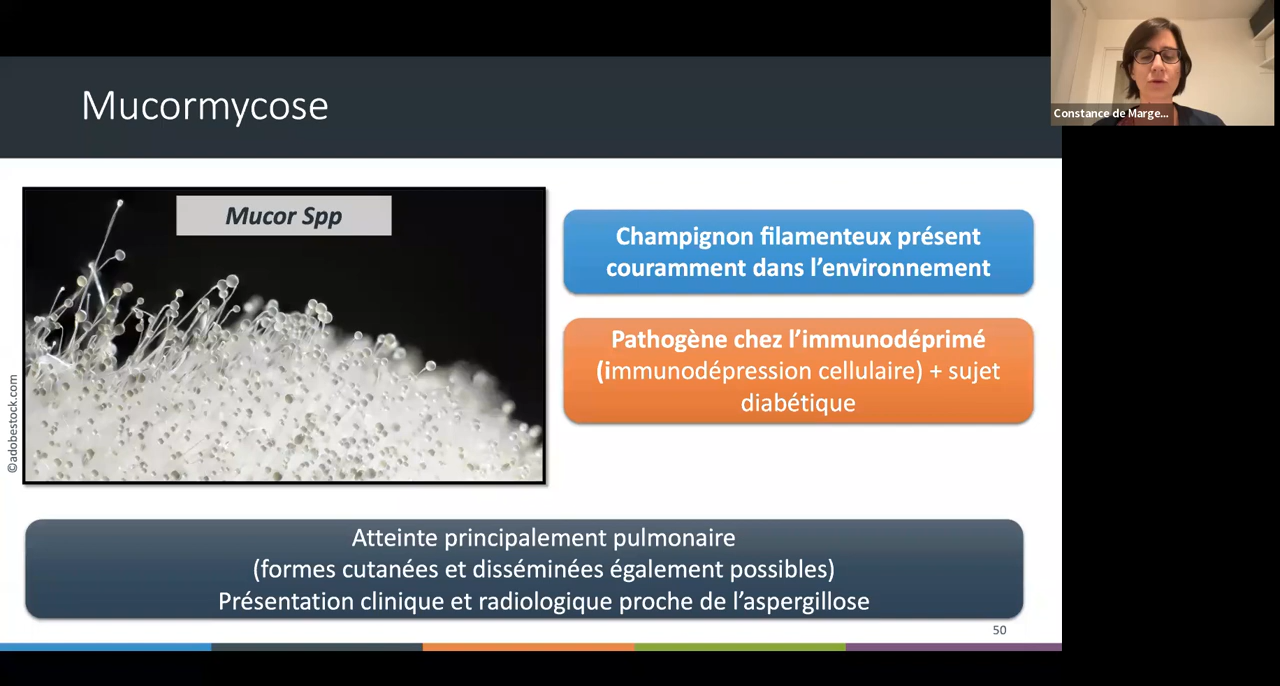 Mucormycose
Constance de Marge...
Mucor Spp
©adobestock.com
Champignon filamenteux présent
couramment dans l’environnement
Pathogène chez l’immunodéprimé
(immunodépression cellulaire) + sujet
diabétique
Atteinte principalement pulmonaire
(formes cutanées et disséminées également possibles)
Présentation clinique et radiologique proche de l’aspergillose
50